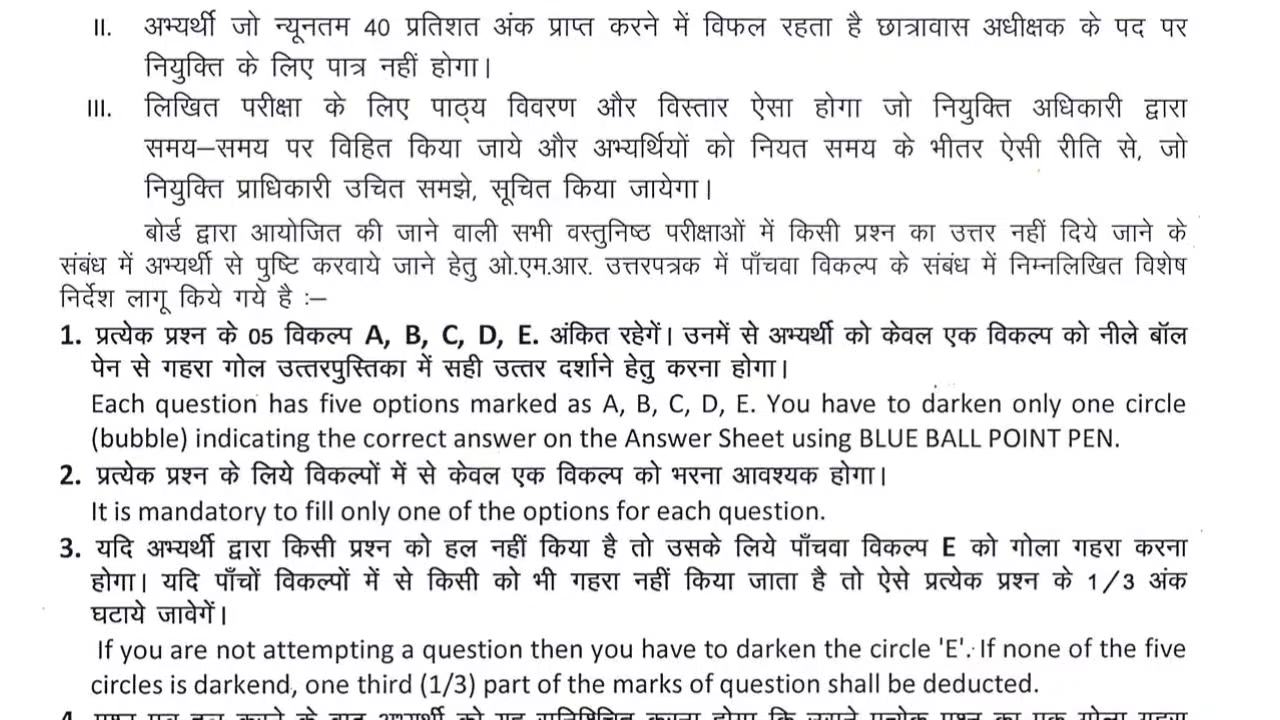 II. अभ्यर्थी जो न्यूनतम 40 प्रतिशत अंक प्राप्त करने में विफल रहता है छात्रावास अधीक्षक के पद पर
नियुक्ति के लिए पात्र नहीं होगा।
III. लिखित परीक्षा के लिए पाठ्य विवरण और विस्तार ऐसा होगा जो नियुक्ति अधिकारी द्वारा
समय–समय पर विहित किया जाये और अभ्यर्थियों को नियत समय के भीतर ऐसी रीति से, जो
नियुक्ति प्राधिकारी उचित समझे, सूचित किया जायेगा।
बोर्ड द्वारा आयोजित की जाने वाली सभी वस्तुनिष्ठ परीक्षाओं में किसी प्रश्न का उत्तर नहीं दिये जाने के
संबंध में अभ्यर्थी से पुष्टि करवाये जाने हेतु ओ.एम.आर. उत्तरपत्रक में पाँचवा विकल्प के संबंध में निम्नलिखित विशेष
निर्देश लागू किये गये है :–
1. प्रत्येक प्रश्न के 05 विकल्प A, B, C, D, E. अंकित रहेगें। उनमें से अभ्यर्थी को केवल एक विकल्प को नीले बॉल
पेन से गहरा गोल उत्तरपुस्तिका में सही उत्तर दर्शाने हेतु करना होगा।
Each question has five options marked as A, B, C, D, E. You have to darken only one circle
(bubble) indicating the correct answer on the Answer Sheet using BLUE BALL POINT PEN.
2. प्रत्येक प्रश्न के लिये विकल्पों में से केवल एक विकल्प को भरना आवश्यक होगा।
It is mandatory to fill only one of the options for each question.
3. यदि अभ्यर्थी द्वारा किसी प्रश्न को हल नहीं किया है तो उसके लिये पाँचवा विकल्प E को गोला गहरा करना
होगा। यदि पाँचों विकल्पों में से किसी को भी गहरा नहीं किया जाता है तो ऐसे प्रत्येक प्रश्न के 1/3 अंक
घटाये जावेगें।
If you are not attempting a question then you have to darken the circle 'E'. If none of the five
circles is darkend, one third (1/3) part of the marks of question shall be deducted.